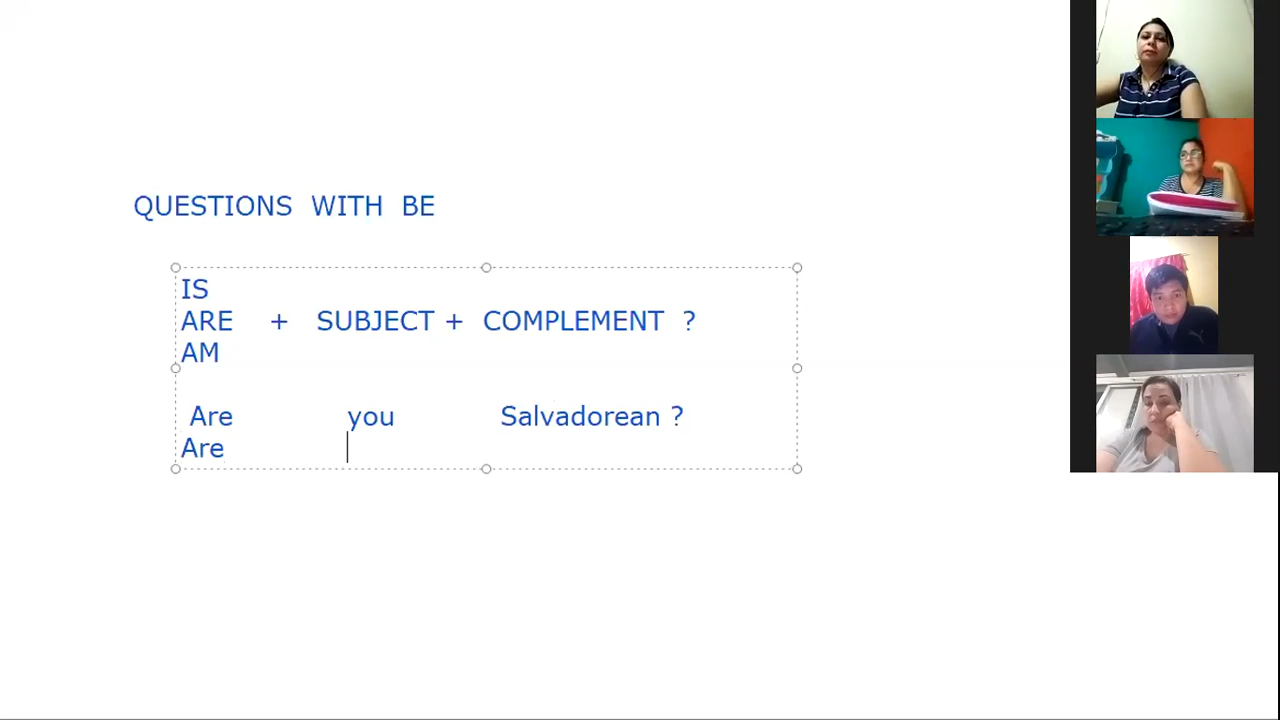 QUESTIONS WITH BE
IS
ARE + SUBJECT + COMPLEMENT ?
AM
Are you Salvadorean ?
Are